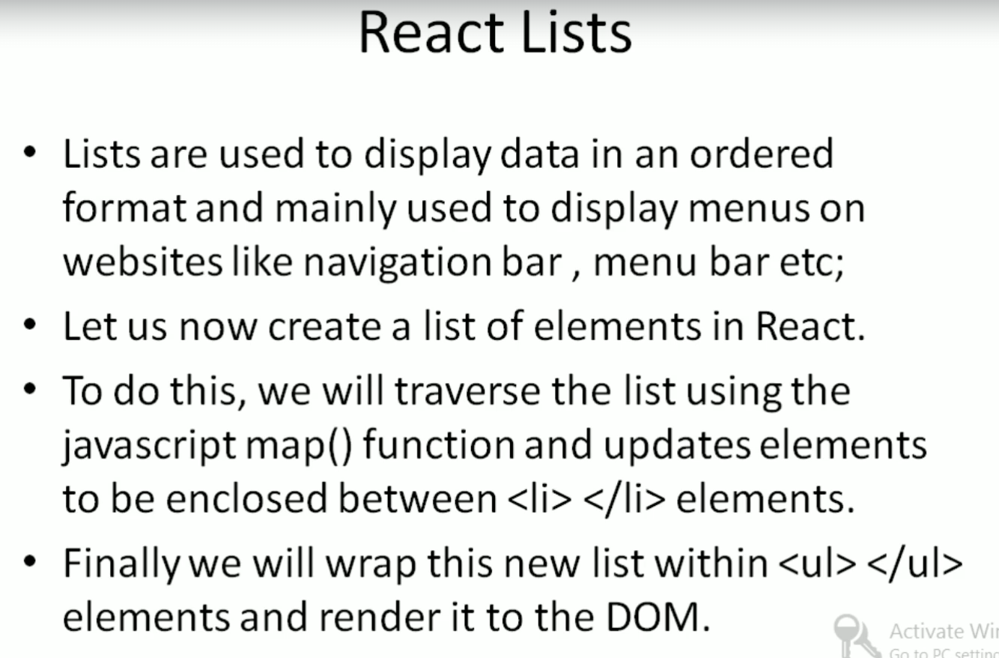 React Lists
• Lists are used to display data in an ordered
format and mainly used to display menus on
websites like navigation bar , menu bar etc;
• Let us now create a list of elements in React.
• To do this, we will traverse the list using the
javascript map() function and updates elements
to be enclosed between <li> </li> elements.
• Finally we will wrap this new list within <ul> </ul>
elements and render it to the DOM.
Activate Wi
Go to PC setting